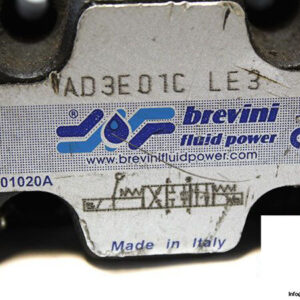 AD3E01C LE3
brevini
fluid power
www.brevinifluidpower.com
01020A
Made in Italy